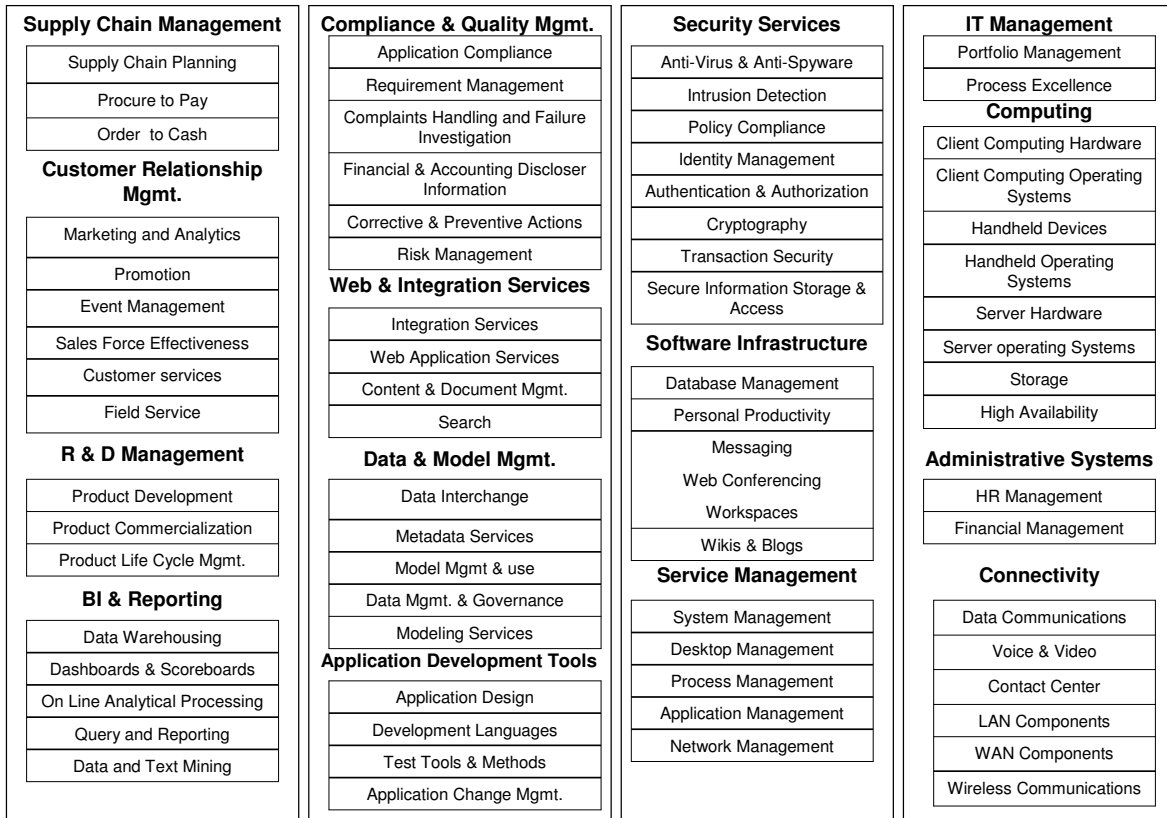 Supply Chain Management
Supply Chain Planning
Procure to Pay
Order to Cash
Customer Relationship
Mgmt.
Marketing and Analytics
Promotion
Event Management
Sales Force Effectiveness
Customer services
Field Service
R & D Management
Product Development
Product Commercialization
Product Life Cycle Mgmt.
BI & Reporting
Data Warehousing
Dashboards & Scoreboards
On Line Analytical Processing
Query and Reporting
Data and Text Mining
Compliance & Quality Mgmt.
Application Compliance
Requirement Management
Complaints Handling and Failure
Investigation
Financial & Accounting Discloser
Information
Corrective & Preventive Actions
Risk Management
Web & Integration Services
Integration Services
Web Application Services
Content & Document Mgmt.
Search
Data & Model Mgmt.
Data Interchange
Metadata Services
Model Mgmt & use
Data Mgmt. & Governance
Modeling Services
Application Development Tools
Application Design
Development Languages
Test Tools & Methods
Application Change Mgmt.
Security Services
Anti-Virus & Anti-Spyware
Intrusion Detection
Policy Compliance
Identity Management
Authentication & Authorization
Cryptography
Transaction Security
Secure Information Storage &
Access
Software Infrastructure
Database Management
Personal Productivity
Messaging
Web Conferencing
Workspaces
Wikis & Blogs
Service Management
System Management
Desktop Management
Process Management
Application Management
Network Management
IT Management
Portfolio Management
Process Excellence
Computing
Client Computing Hardware
Client Computing Operating
Systems
Handheld Devices
Handheld Operating
Systems
Server Hardware
Server operating Systems
Storage
High Availability
Administrative Systems
HR Management
Financial Management
Connectivity
Data Communications
Voice & Video
Contact Center
LAN Components
WAN Components
Wireless Communications